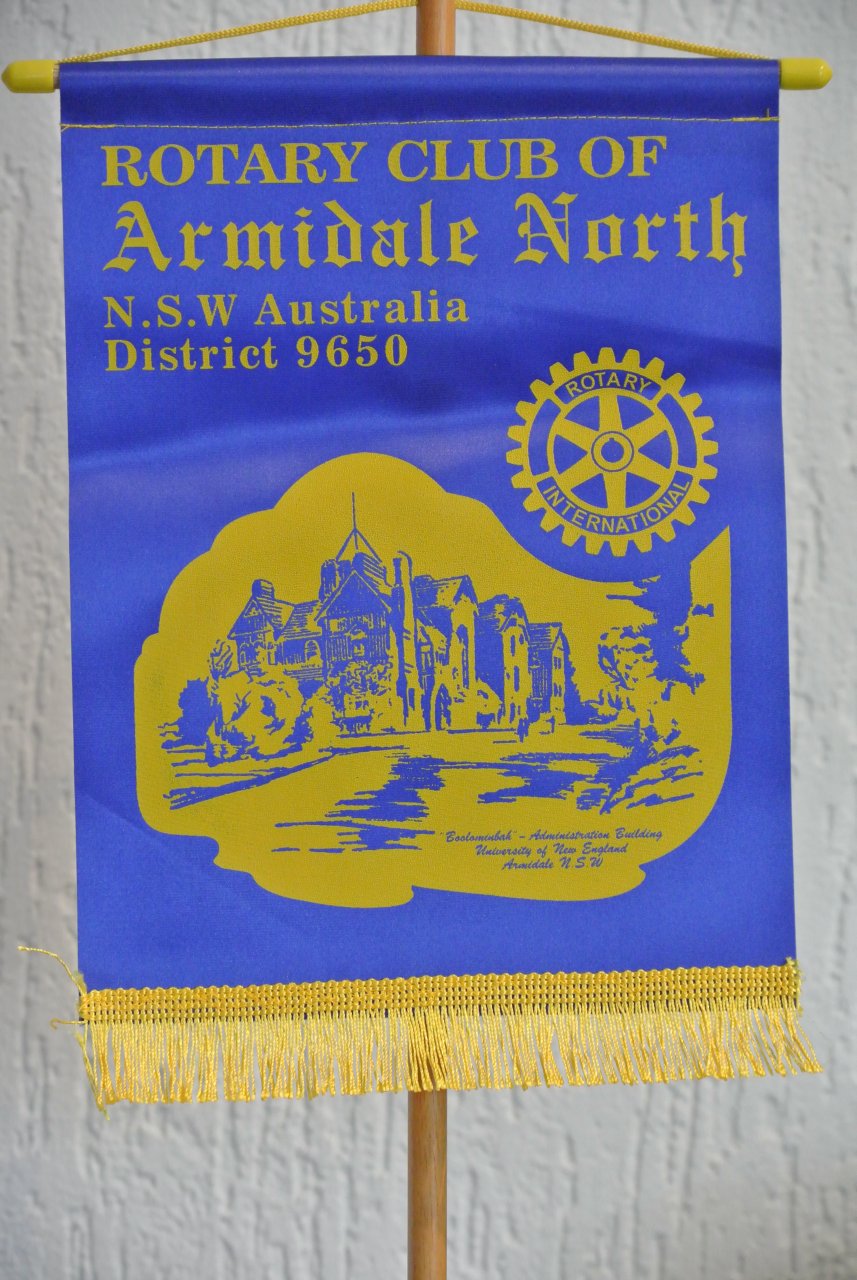 ROTARY CLUB OF
Armidale North
N.S.W Australia
District 9650
ROTARY
INTERNATIONAL
"Booloominbah" - Administration Building
University of New England
Armidale N.S.W